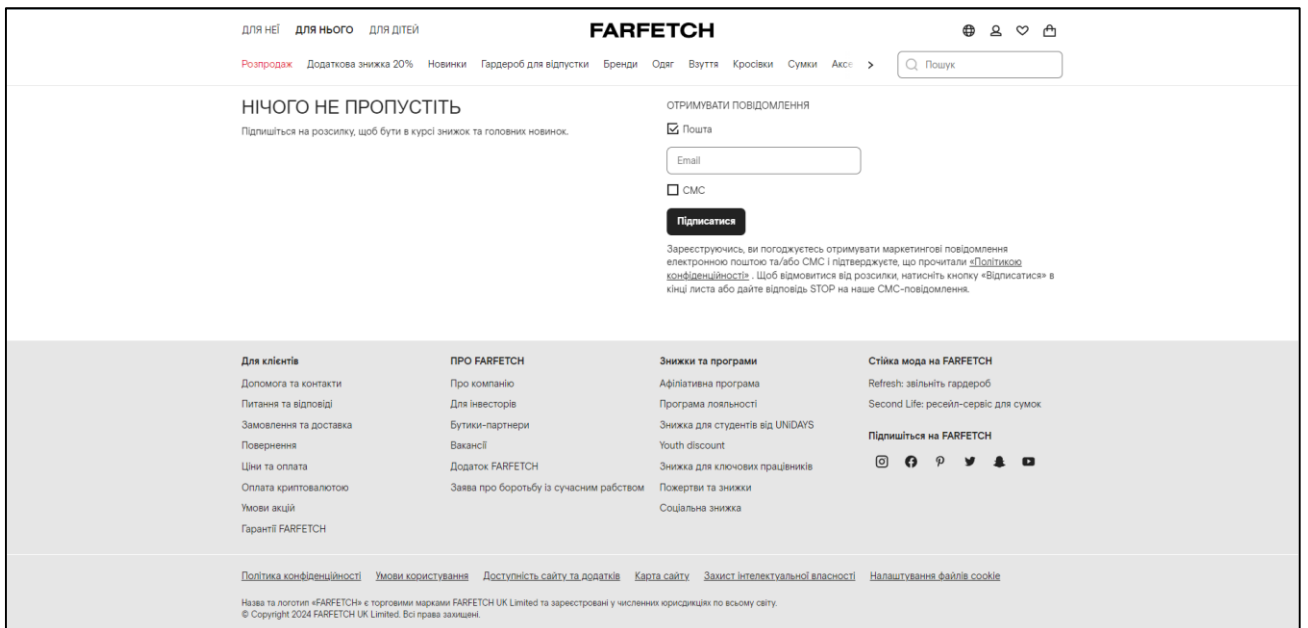 ДЛЯ НЕЇ ДЛЯ НЬОГО ДЛЯ ДІТЕЙ
FARFETCH
Розпродаж Додаткова знижка 20% Новинки Гардероб для відпустки Бренди Одяг Взуття Кросівки Сумки Аксе
Пошук
НІЧОГО НЕ ПРОПУСТІТЬ
Підпишіться на розсилку, щоб бути в курсі знижок та головних новинок.
ОТРИМУВАТИ ПОВІДОМЛЕННЯ
Пошта
Email
СМС
Підписатися
Зареєструючись, ви погоджуєтесь отримувати маркетингові повідомлення
електронною поштою та/або СМС і підтверджуєте, що прочитали «Політикою
конфіденційності» . Щоб відмовитися від розсилки, натисніть кнопку «Відписатися» в
кінці листа або дайте відповідь STOP на наше СМС-повідомлення.
Для клієнтів
Допомога та контакти
Питання та відповіді
Замовлення та доставка
Повернення
Ціни та оплата
Оплата криптовалютою
Умови акцій
Гарантії FARFETCH
ПРО FARFETCH
Про компанію
Для інвесторів
Бутики-партнери
Вакансії
Додаток FARFETCH
Заява про боротьбу із сучасним рабством
Знижки та програми
Афіліативна програма
Програма лояльності
Знижка для студентів від UNiDAYS
Youth discount
Знижка для ключових працівників
Пожертви та знижки
Соціальна знижка
Стійка мода на FARFETCH
Refresh: звільніть гардероб
Second Life: ресейл-сервіс для сумок
Підпишіться на FARFETCH
Політика конфіденційності Умови користування Доступність сайту та додатків Карта сайту Захист інтелектуальної власності Налаштування файлів cookie
Назва та логотип «FARFETCH» є торговими марками FARFETCH UK Limited та зареєстровані у численних юрисдикціях по всьому світу.
© Copyright 2024 FARFETCH UK Limited. Всі права захищені.